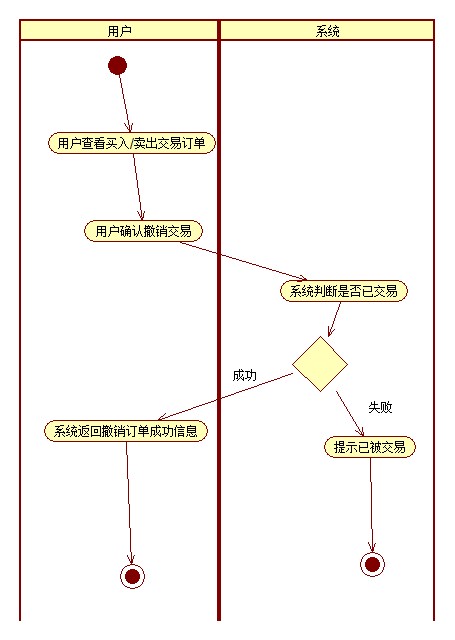 用户
系统
用户查看买入/卖出交易订单
用户确认撤销交易
系统判断是否已交易
成功
失败
系统返回撤销订单成功信息
提示已被交易